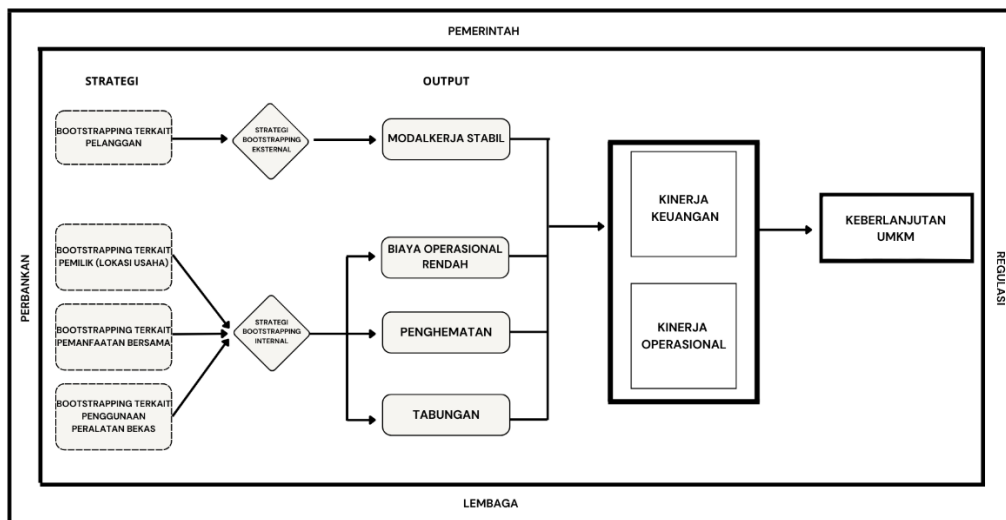 PEMERINTAH
STRATEGI
OUTPUT
BOOTSTRAPPING TERKAIT
PELANGGAN
STRATEGI
BOOTSTRAPPING
EKSTERNAL
MODALKERJA STABIL
KINERJA
KEUANGAN
KEBERLANJUTAN
UMKM
BOOTSTRAPPING TERKAIT
PEMILIK (LOKASI USAHA)
BIAYA OPERASIONAL
RENDAH
PERBANKAN
REGULASI
BOOTSTRAPPING TERKAIT
PEMANFAATAN BERSAMA
STRATEGI
BOOTSTRAPPING
INTERNAL
PENGHEMATAN
KINERJA
OPERASIONAL
BOOTSTRAPPING TERKAIT
PENGGUNAAN
PERALATAN BEKAS
TABUNGAN
LEMBAGA